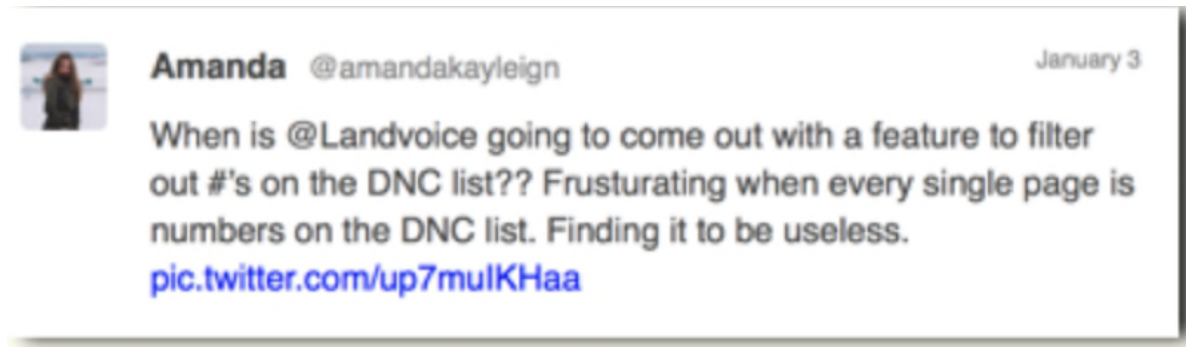 Amanda @amandakayleign January 3
When is @Landvoice going to come out with a feature to filter
out #'s on the DNC list?? Frusturating when every single page is
numbers on the DNC list. Finding it to be useless.
pic.twitter.com/up7mulKHaa